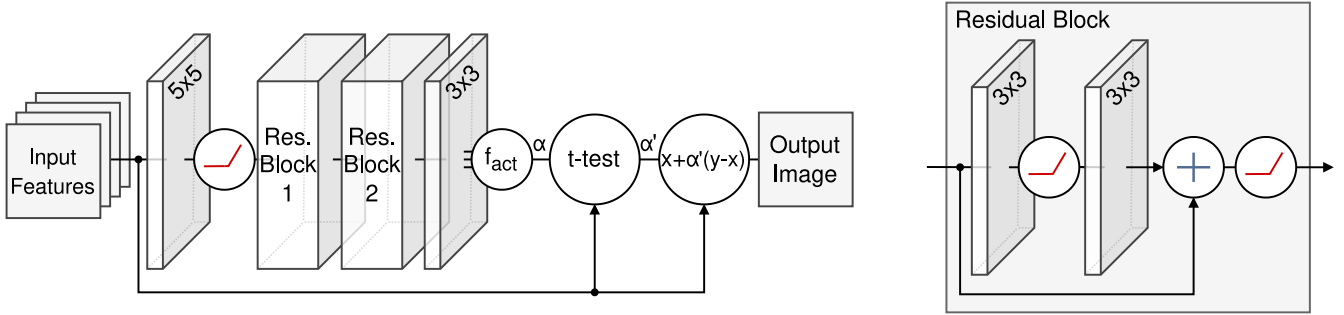 Input
Features
5x5
Res.
Block
1
Res.
Block
2
3x3
f_act
α
t-test
α'
x+α'(y-x)
Output
Image
Residual Block
3x3
3x3